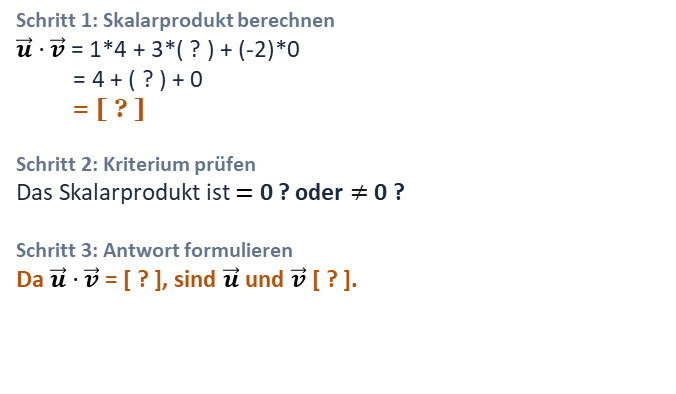 Schritt 1: Skalarprodukt berechnen
u⃗ · v⃗ = 1*4 + 3*( ? ) + (-2)*0
= 4 + ( ? ) + 0
= [ ? ]
Schritt 2: Kriterium prüfen
Das Skalarprodukt ist = 0 ? oder ≠ 0 ?
Schritt 3: Antwort formulieren
Da u⃗ · v⃗ = [ ? ], sind u⃗ und v⃗ [ ? ].